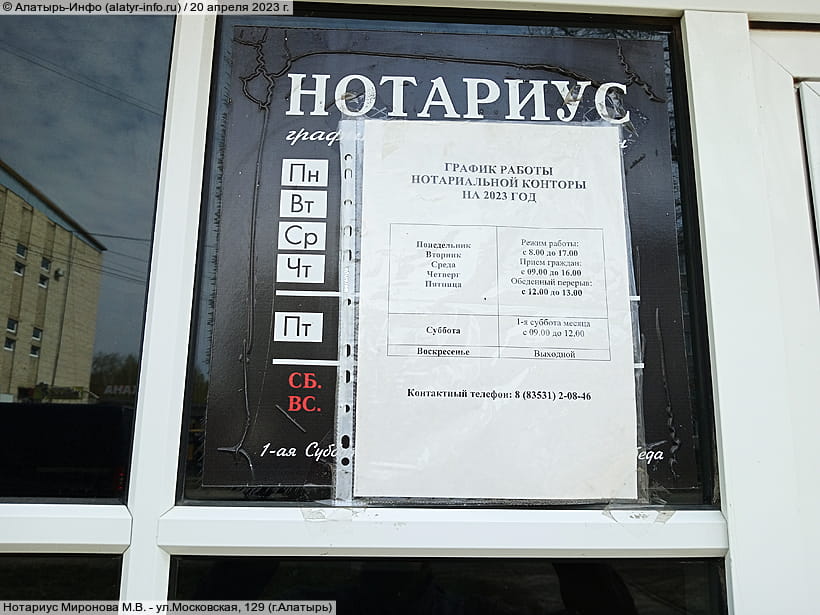 © Алатырь-Инфо (alatyr-info.ru) / 20 апреля 2023 г.
НОТАРИУС
Пн
Вт
Ср
Чт
Пт
СБ.
ВС.
1-ая
ГРАФИК РАБОТЫ
НОТАРИАЛЬНОЙ КОНТОРЫ
НА 2023 ГОД
Понедельник
Вторник
Среда
Четверг
Пятница
Режим работы:
с 8.00 до 17.00
Прием граждан:
с 09.00 до 16.00
Обеденный перерыв:
с 12.00 до 13.00
Суббота
1-я суббота месяца
с 09.00 до 12.00
Воскресенье
Выходной
Контактный телефон: 8 (83531) 2-08-46
Нотариус Миронова М.В. - ул.Московская, 129 (г.Алатырь)